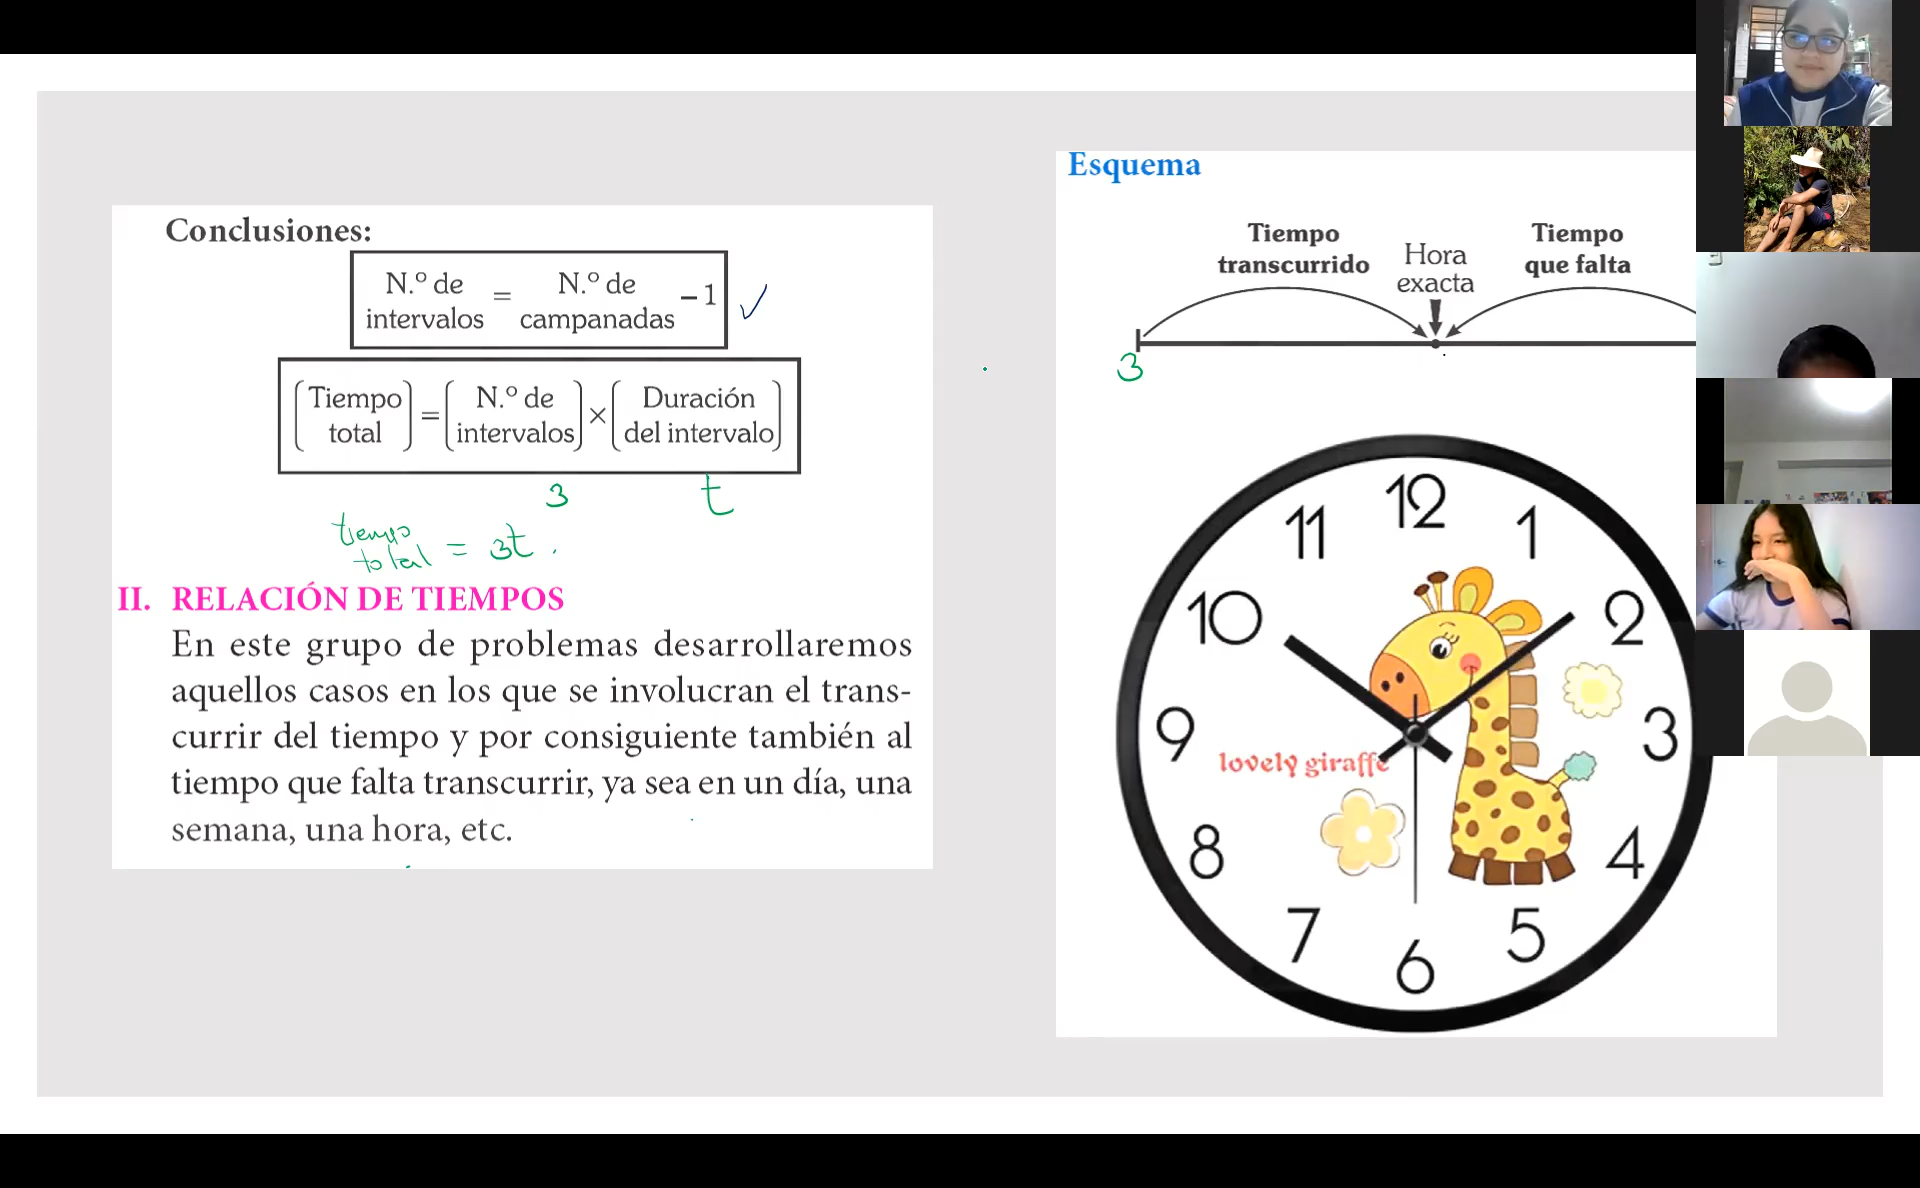 Conclusiones:
N.º de intervalos = N.º de campanadas − 1 ✓
(Tiempo total) = (N.º de intervalos) × (Duración del intervalo)
3 t
tiempo total = 3t .
II. RELACIÓN DE TIEMPOS
En este grupo de problemas desarrollaremos
aquellos casos en los que se involucran el trans-
currir del tiempo y por consiguiente también al
tiempo que falta transcurrir, ya sea en un día, una
semana, una hora, etc.
Esquema
Tiempo transcurrido
Hora exacta
Tiempo que falta
3
12
11 1
10 2
9 3
lovely giraffe
8 4
7 5
6